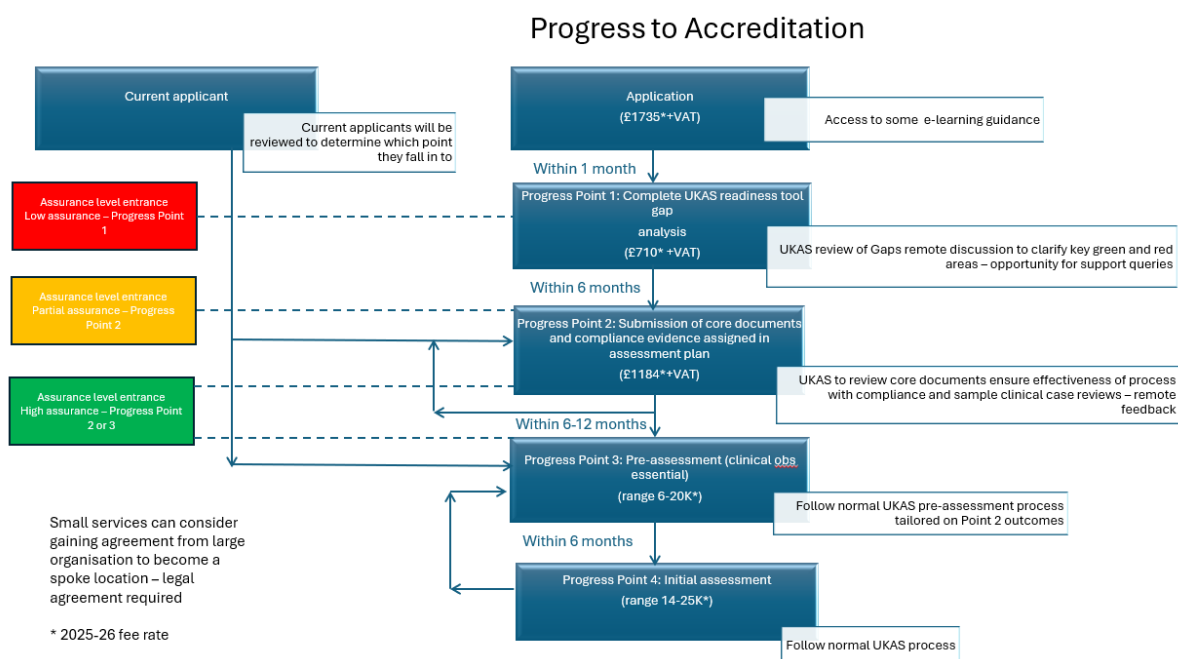 Progress to Accreditation
Current applicant
Current applicants will be
reviewed to determine which point
they fall in to
Application
(£1735*+VAT)
Access to some e-learning guidance
Within 1 month
Assurance level entrance
Low assurance – Progress Point
1
Progress Point 1: Complete UKAS readiness tool
gap
analysis
(£710* +VAT)
UKAS review of Gaps remote discussion to clarify key green and red
areas – opportunity for support queries
Within 6 months
Assurance level entrance
Partial assurance – Progress
Point 2
Progress Point 2: Submission of core documents
and compliance evidence assigned in
assessment plan
(£1184*+VAT)
UKAS to review core documents ensure effectiveness of process
with compliance and sample clinical case reviews – remote
feedback
Assurance level entrance
High assurance – Progress Point
2 or 3
Within 6-12 months
Progress Point 3: Pre-assessment (clinical obs
essential)
(range 6-20K*)
Follow normal UKAS pre-assessment process
tailored on Point 2 outcomes
Within 6 months
Progress Point 4: Initial assessment
(range 14-25K*)
Follow normal UKAS process
Small services can consider
gaining agreement from large
organisation to become a
spoke location – legal
agreement required
* 2025-26 fee rate